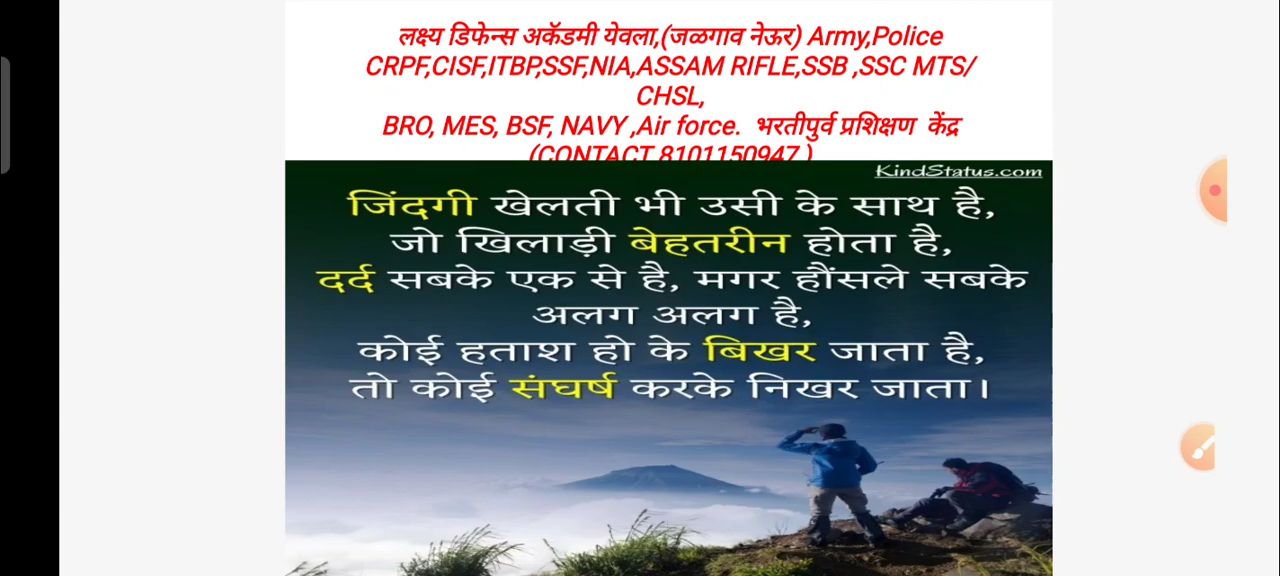 लक्ष्य डिफेन्स अकॅडमी येवला,(जळगाव नेऊर) Army,Police
CRPF,CISF,ITBP,SSF,NIA,ASSAM RIFLE,SSB ,SSC MTS/
CHSL,
BRO, MES, BSF, NAVY ,Air force. भरतीपुर्व प्रशिक्षण केंद्र
(CONTACT 8101150947 )
KindStatus.com
जिंदगी खेलती भी उसी के साथ है,
जो खिलाड़ी बेहतरीन होता है,
दर्द सबके एक से है, मगर हौंसले सबके
अलग अलग है,
कोई हताश हो के बिखर जाता है,
तो कोई संघर्ष करके निखर जाता।